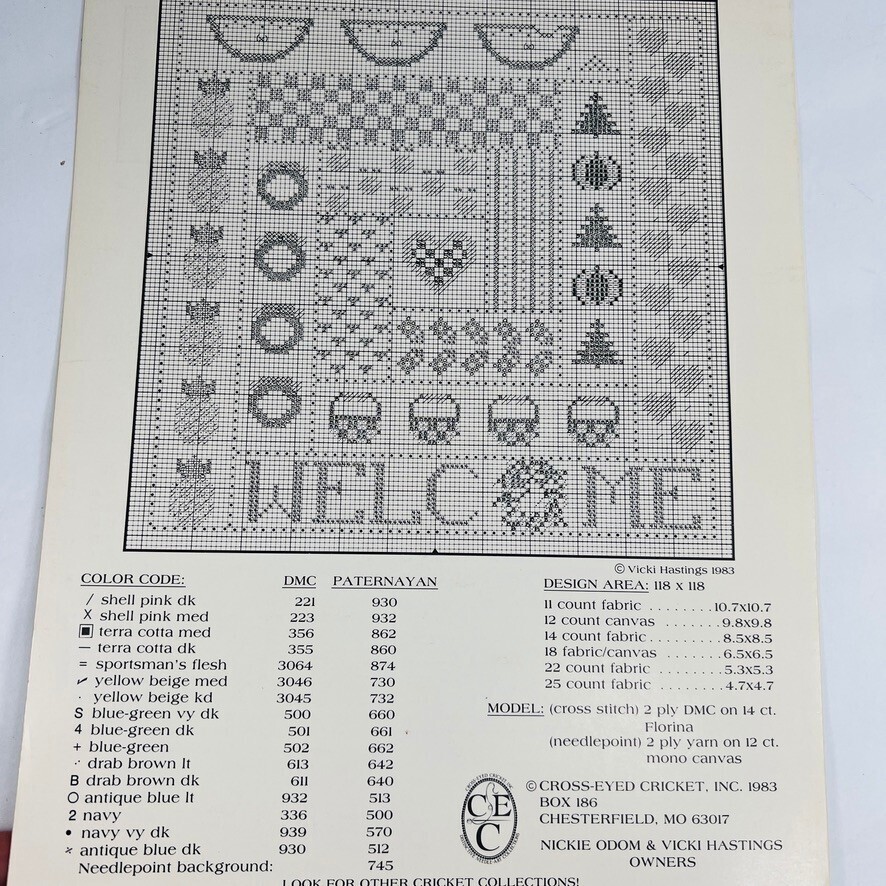 WELCOME
© Vicki Hastings 1983
COLOR CODE: DMC PATERNAYAN
/ shell pink dk 221 930
X shell pink med 223 932
▣ terra cotta med 356 862
— terra cotta dk 355 860
= sportsman's flesh 3064 874
yellow beige med 3046 730
· yellow beige kd 3045 732
S blue-green vy dk 500 660
4 blue-green dk 501 661
+ blue-green 502 662
drab brown lt 613 642
B drab brown dk 611 640
O antique blue lt 932 513
2 navy 336 500
• navy vy dk 939 570
antique blue dk 930 512
Needlepoint background: 745
DESIGN AREA: 118 x 118
11 count fabric ........10.7x10.7
12 count canvas .......9.8x9.8
14 count fabric........8.5x8.5
18 fabric/canvas .......6.5x6.5
22 count fabric ........5.3x5.3
25 count fabric ........4.7x4.7
MODEL: (cross stitch) 2 ply DMC on 14 ct.
Florina
(needlepoint) 2 ply yarn on 12 ct.
mono canvas
CEC
© CROSS-EYED CRICKET, INC. 1983
BOX 186
CHESTERFIELD, MO 63017
NICKIE ODOM & VICKI HASTINGS
OWNERS
LOOK FOR OTHER CRICKET COLLECTIONS!